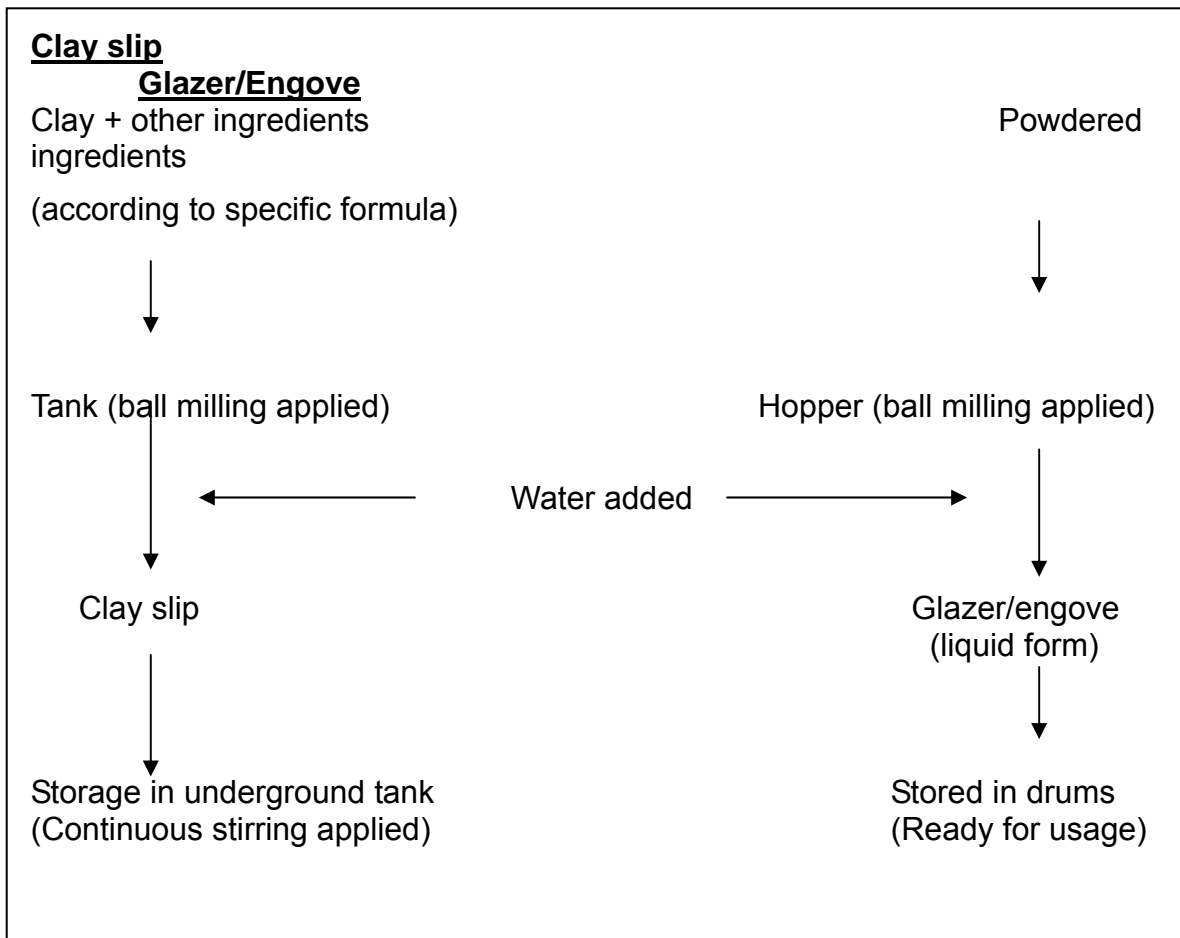 Clay slip
Glazer/Engove
Clay + other ingredients Powdered
ingredients
(according to specific formula)
Tank (ball milling applied) Hopper (ball milling applied)
Water added
Clay slip Glazer/engove
(liquid form)
Storage in underground tank Stored in drums
(Continuous stirring applied) (Ready for usage)